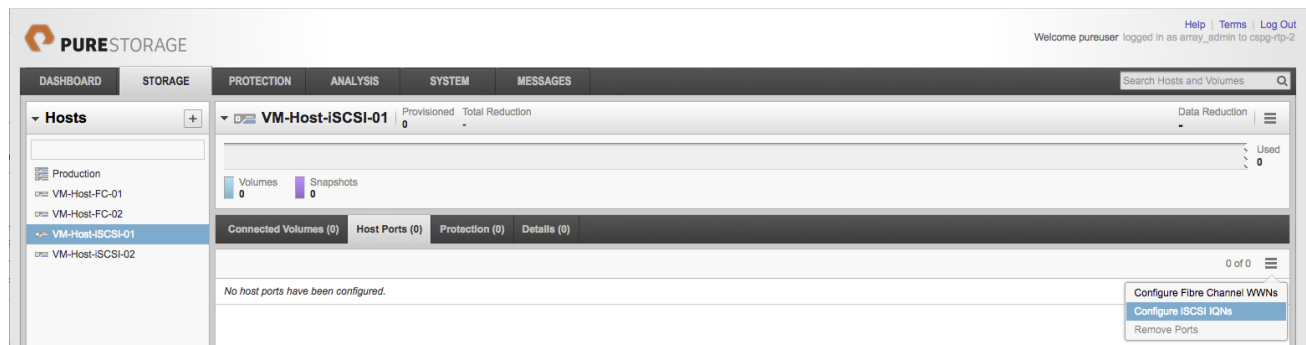 Help | Terms | Log Out
PURESTORAGE
Welcome pureuser logged in as array_admin to cspg-rtp-2
DASHBOARD STORAGE PROTECTION ANALYSIS SYSTEM MESSAGES Search Hosts and Volumes
Hosts + VM-Host-iSCSI-01 Provisioned 0 Total Reduction - Data Reduction -
Used
0
Production
Volumes Snapshots
0 0
VM-Host-FC-01
VM-Host-FC-02
VM-Host-iSCSI-01
Connected Volumes (0) Host Ports (0) Protection (0) Details (0)
VM-Host-iSCSI-02
0 of 0
No host ports have been configured.
Configure Fibre Channel WWNs
Configure iSCSI IQNs
Remove Ports